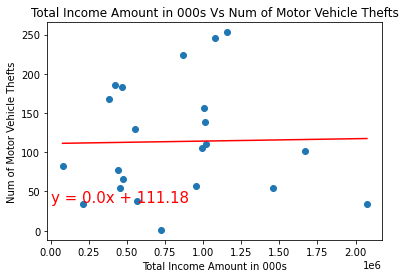 Total Income Amount in 000s Vs Num of Motor Vehicle Thefts
250
200
150
100
50
0
Num of Motor Vehicle Thefts
y = 0.0x + 111.18
0.00 0.25 0.50 0.75 1.00 1.25 1.50 1.75 2.00
Total Income Amount in 000s
1e6